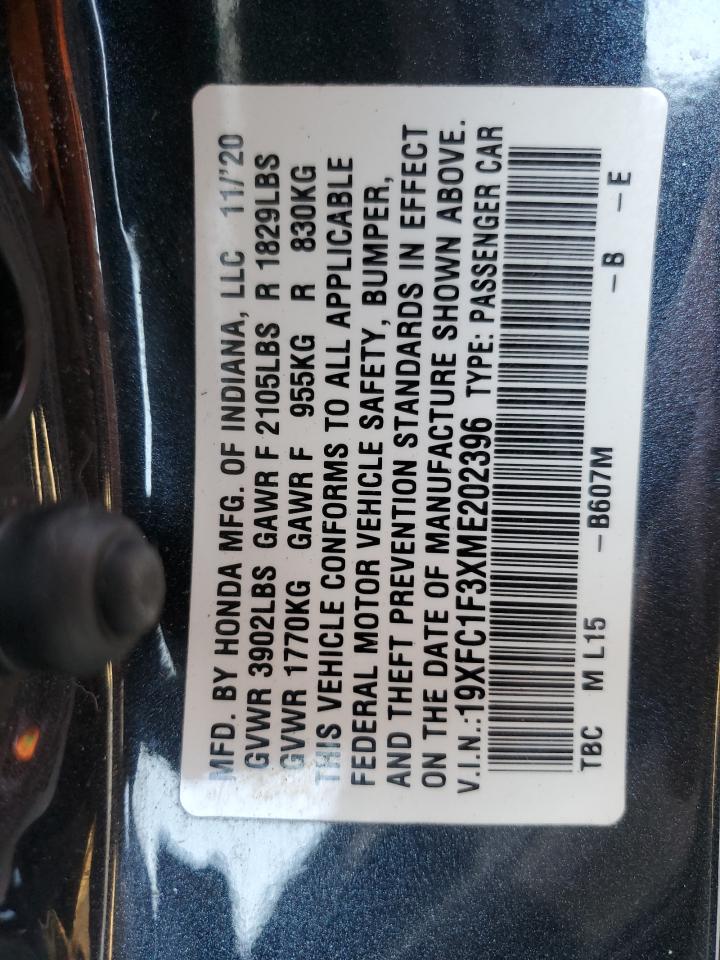 MFD. BY HONDA MFG. OF INDIANA, LLC 11/'20
GVWR 3902LBS GAWR F 2105LBS R 1829LBS
GVWR 1770KG GAWR F 955KG R 830KG
THIS VEHICLE CONFORMS TO ALL APPLICABLE
FEDERAL MOTOR VEHICLE SAFETY, BUMPER,
AND THEFT PREVENTION STANDARDS IN EFFECT
ON THE DATE OF MANUFACTURE SHOWN ABOVE.
V.I.N.:19XFC1F3XME202396 TYPE: PASSENGER CAR
TBC M L15 –B607M –B –E